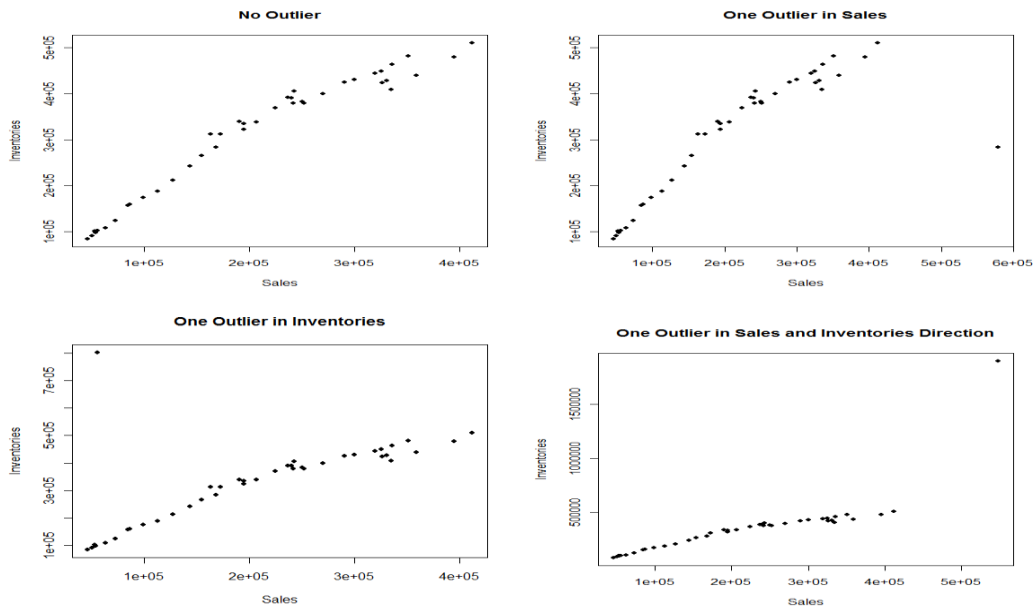 No Outlier
Inventories
5e+05
4e+05
3e+05
2e+05
1e+05
1e+05 2e+05 3e+05 4e+05
Sales
One Outlier in Sales
Inventories
5e+05
4e+05
3e+05
2e+05
1e+05
1e+05 2e+05 3e+05 4e+05 5e+05 6e+05
Sales
One Outlier in Inventories
Inventories
7e+05
5e+05
3e+05
1e+05
1e+05 2e+05 3e+05 4e+05
Sales
One Outlier in Sales and Inventories Direction
Inventories
1500000
1000000
500000
1e+05 2e+05 3e+05 4e+05 5e+05
Sales